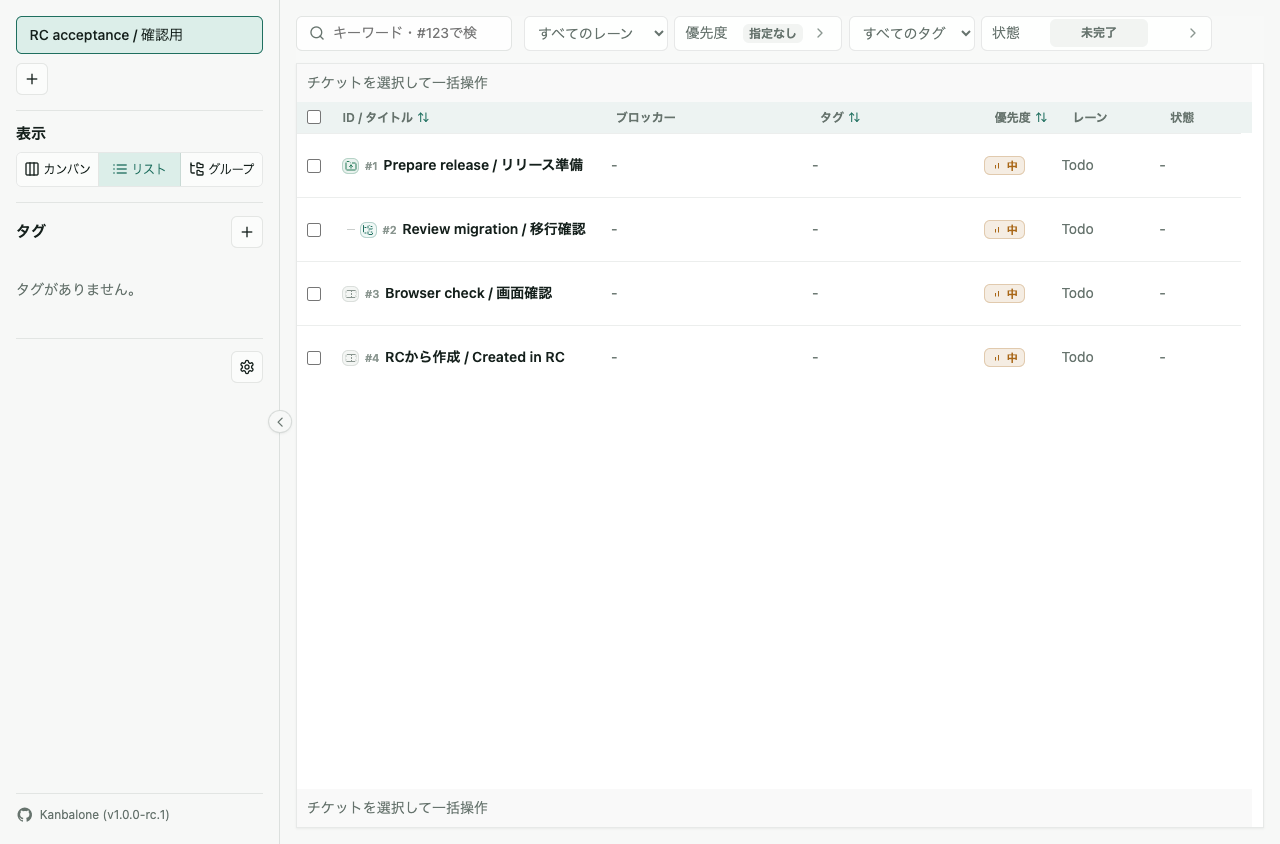 RC acceptance / 確認用
表示
カンバン リスト グループ
タグ
タグがありません。
Kanbalone (v1.0.0-rc.1)
キーワード・#123で検 すべてのレーン 優先度 指定なし すべてのタグ 状態 未完了
チケットを選択して一括操作
ID / タイトル ブロッカー タグ 優先度 レーン 状態
#1 Prepare release / リリース準備 - - 中 Todo -
#2 Review migration / 移行確認 - - 中 Todo -
#3 Browser check / 画面確認 - - 中 Todo -
#4 RCから作成 / Created in RC - - 中 Todo -
チケットを選択して一括操作